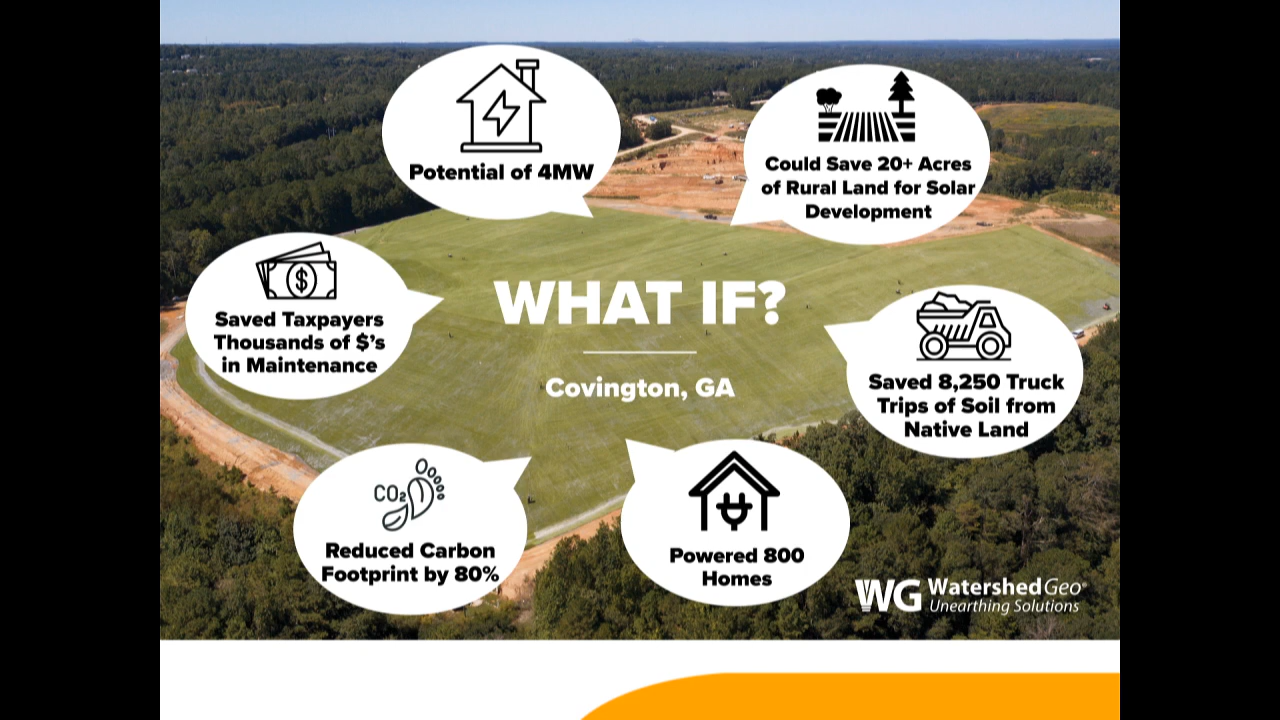 Potential of 4MW
Could Save 20+ Acres
of Rural Land for Solar
Development
Saved Taxpayers
Thousands of $'s
in Maintenance
WHAT IF?
Covington, GA
Saved 8,250 Truck
Trips of Soil from
Native Land
CO₂
Reduced Carbon
Footprint by 80%
Powered 800
Homes
WG WatershedGeo®
Unearthing Solutions